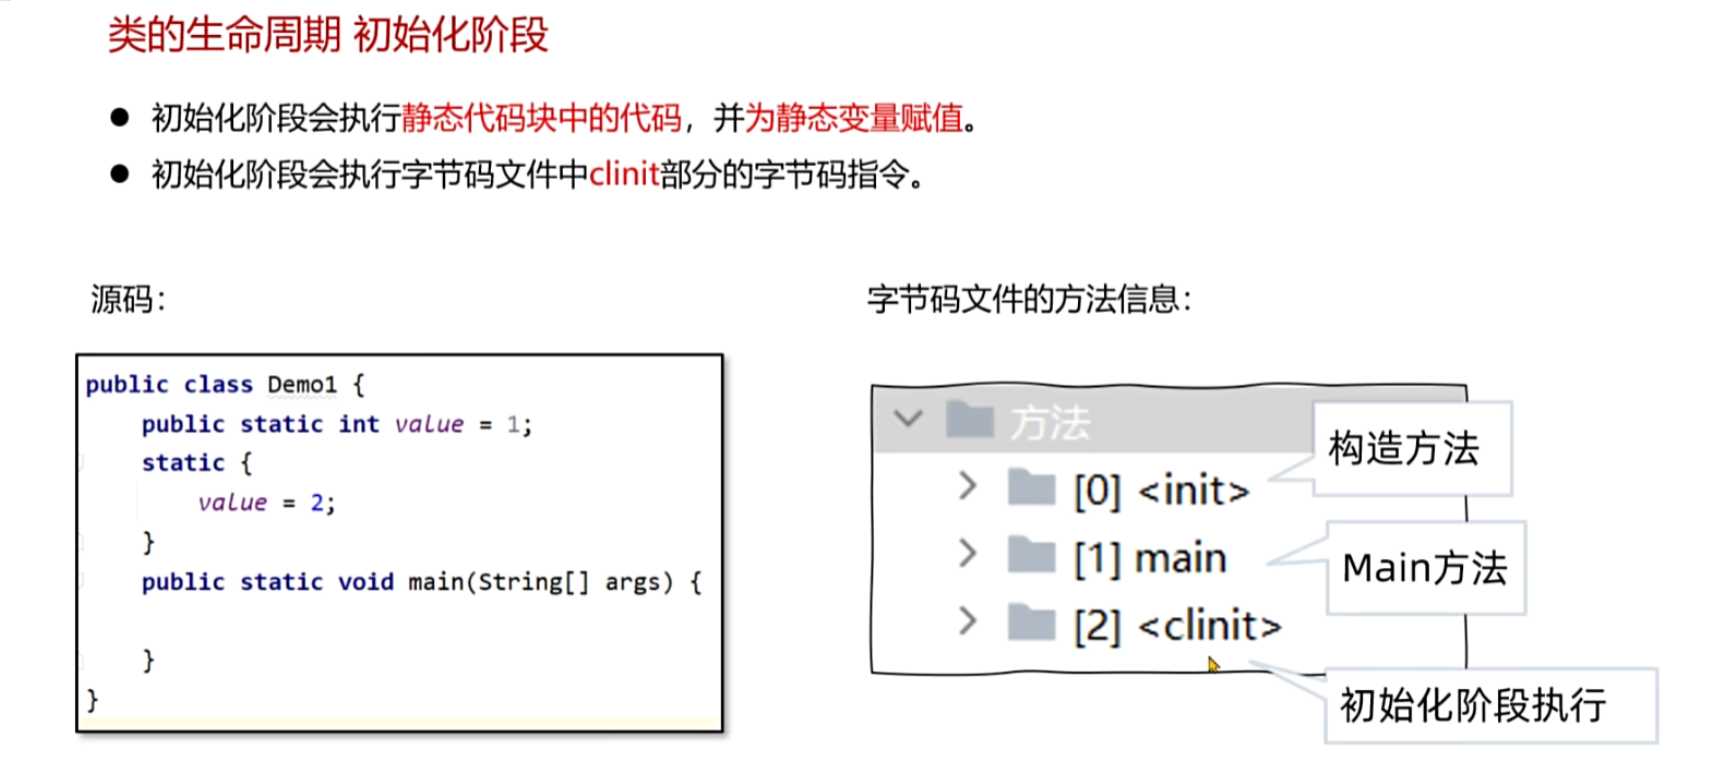 类的生命周期 初始化阶段
● 初始化阶段会执行静态代码块中的代码，并为静态变量赋值。
● 初始化阶段会执行字节码文件中clinit部分的字节码指令。
源码：
public class Demo1 {
    public static int value = 1;
    static {
        value = 2;
    }
    public static void main(String[] args) {

    }
}
字节码文件的方法信息：
方法
[0] <init>
构造方法
[1] main
Main方法
[2] <clinit>
初始化阶段执行